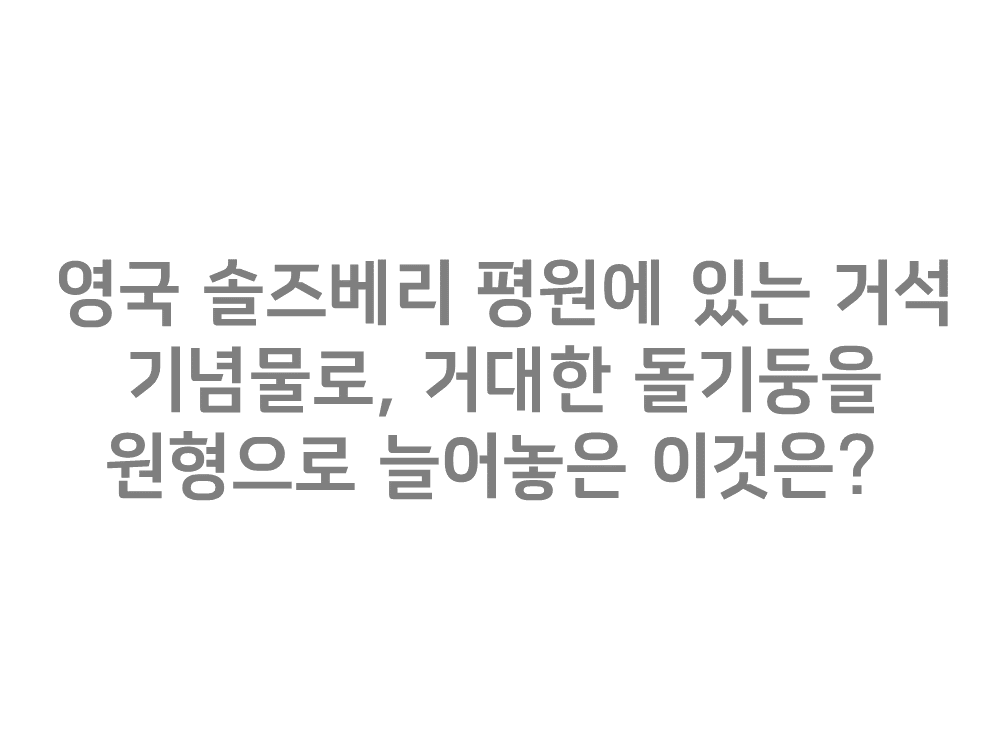 영국 솔즈베리 평원에 있는 거석
기념물로, 거대한 돌기둥을
원형으로 늘어놓은 이것은?